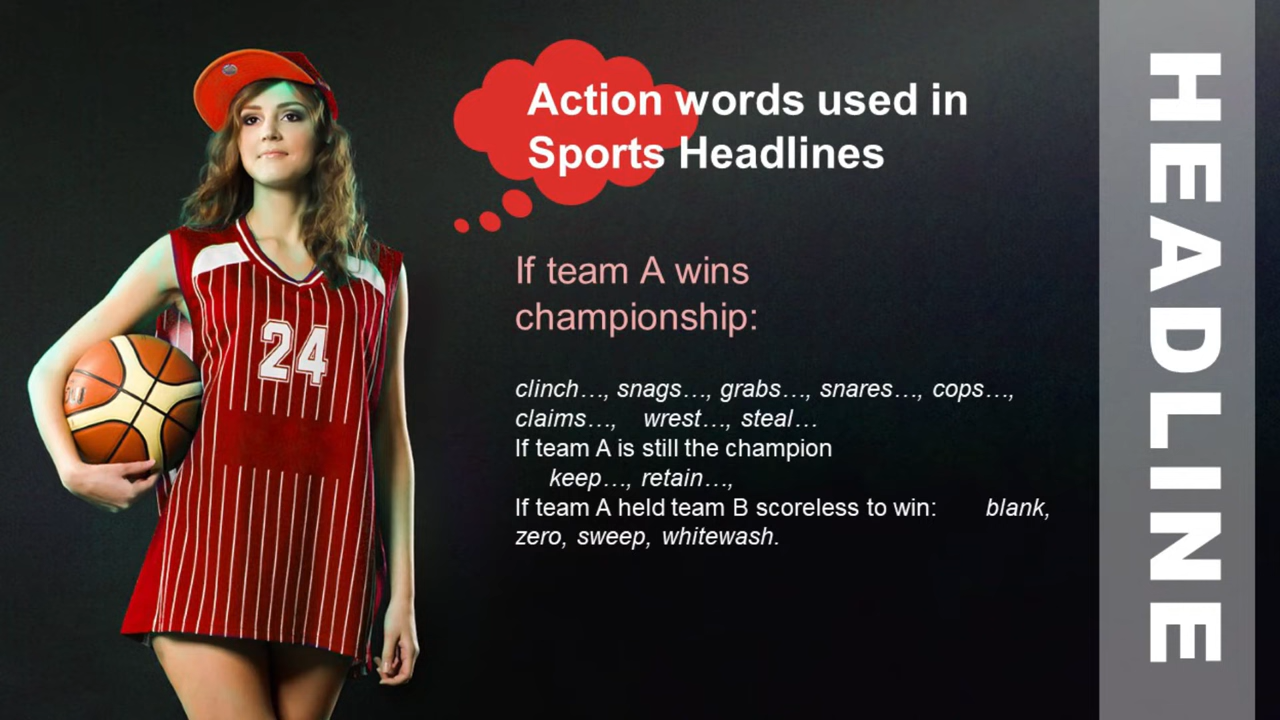 Action words used in
Sports Headlines
If team A wins
championship:
clinch…, snags…, grabs…, snares…, cops…,
claims…, wrest…, steal…
If team A is still the champion
keep…, retain…,
If team A held team B scoreless to win: blank,
zero, sweep, whitewash.
24
HEADLINE